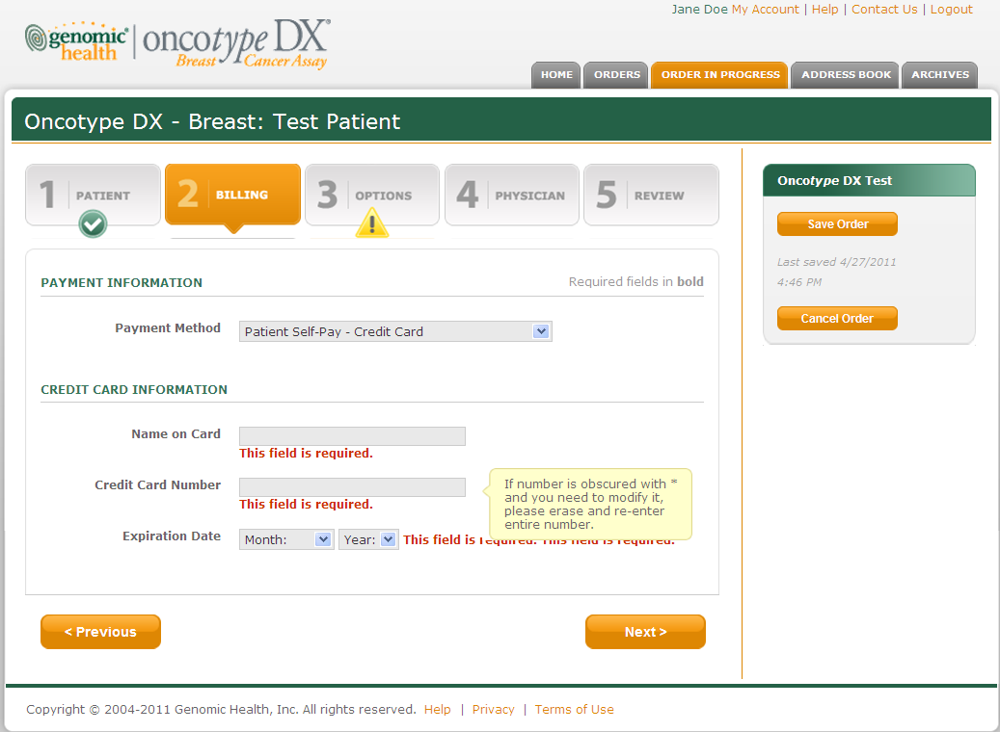 Jane Doe My Account | Help | Contact Us | Logout
genomic health | oncotype DX
Breast Cancer Assay
HOME ORDERS ORDER IN PROGRESS ADDRESS BOOK ARCHIVES
Oncotype DX - Breast: Test Patient
1 PATIENT 2 BILLING 3 OPTIONS 4 PHYSICIAN 5 REVIEW
PAYMENT INFORMATION Required fields in bold
Payment Method Patient Self-Pay - Credit Card
CREDIT CARD INFORMATION
Name on Card
This field is required.
Credit Card Number
This field is required.
If number is obscured with *
and you need to modify it,
please erase and re-enter
entire number.
Expiration Date Month: Year: This field is required. This field is required.
< Previous Next >
Oncotype DX Test
Save Order
Last saved 4/27/2011
4:46 PM
Cancel Order
Copyright © 2004-2011 Genomic Health, Inc. All rights reserved. Help | Privacy | Terms of Use